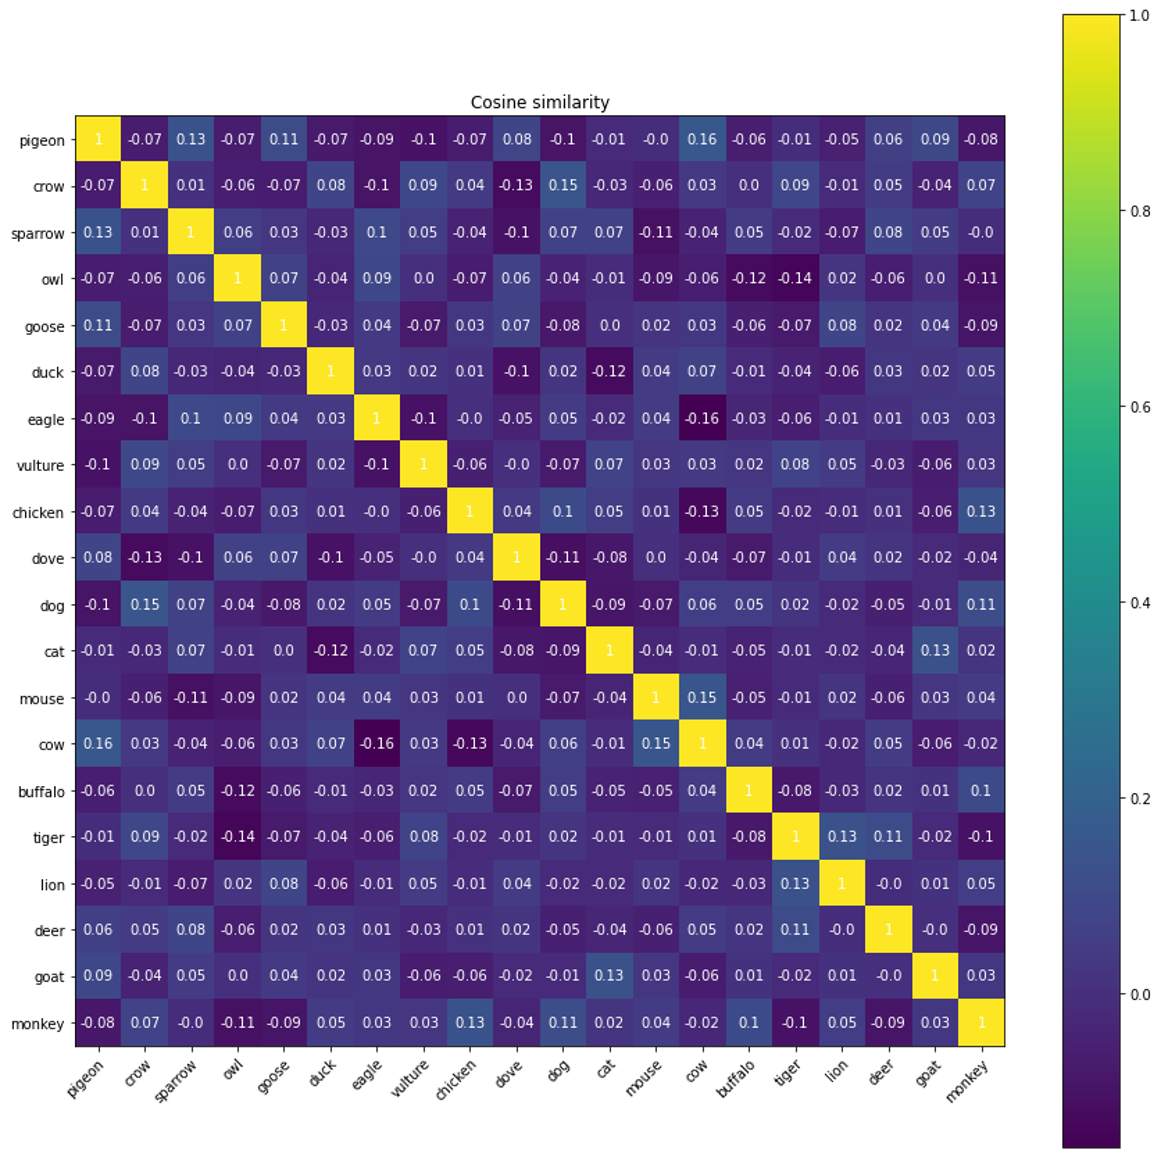 1.0
Cosine similarity
pigeon 1 -0.07 0.13 -0.07 0.11 -0.07 -0.09 -0.1 -0.07 0.08 -0.1 -0.01 -0.0 0.16 -0.06 -0.01 -0.05 0.06 0.09 -0.08
crow -0.07 1 0.01 -0.06 -0.07 0.08 -0.1 0.09 0.04 -0.13 0.15 -0.03 -0.06 0.03 0.0 0.09 -0.01 0.05 -0.04 0.07
0.8
sparrow 0.13 0.01 1 0.06 0.03 -0.03 0.1 0.05 -0.04 -0.1 0.07 0.07 -0.11 -0.04 0.05 -0.02 -0.07 0.08 0.05 -0.0
owl -0.07 -0.06 0.06 1 0.07 -0.04 0.09 0.0 -0.07 0.06 -0.04 -0.01 -0.09 -0.06 -0.12 -0.14 0.02 -0.06 0.0 -0.11
goose 0.11 -0.07 0.03 0.07 1 -0.03 0.04 -0.07 0.03 0.07 -0.08 0.0 0.02 0.03 -0.06 -0.07 0.08 0.02 0.04 -0.09
duck -0.07 0.08 -0.03 -0.04 -0.03 1 0.03 0.02 0.01 -0.1 0.02 -0.12 0.04 0.07 -0.01 -0.04 -0.06 0.03 0.02 0.05
0.6
eagle -0.09 -0.1 0.1 0.09 0.04 0.03 1 -0.1 -0.0 -0.05 0.05 -0.02 0.04 -0.16 -0.03 -0.06 -0.01 0.01 0.03 0.03
vulture -0.1 0.09 0.05 0.0 -0.07 0.02 -0.1 1 -0.06 -0.0 -0.07 0.07 0.03 0.03 0.02 0.08 0.05 -0.03 -0.06 0.03
chicken -0.07 0.04 -0.04 -0.07 0.03 0.01 -0.0 -0.06 1 0.04 0.1 0.05 0.01 -0.13 0.05 -0.02 -0.01 0.01 -0.06 0.13
dove 0.08 -0.13 -0.1 0.06 0.07 -0.1 -0.05 -0.0 0.04 1 -0.11 -0.08 0.0 -0.04 -0.07 -0.01 0.04 0.02 -0.02 -0.04
0.4
dog -0.1 0.15 0.07 -0.04 -0.08 0.02 0.05 -0.07 0.1 -0.11 1 -0.09 -0.07 0.06 0.05 0.02 -0.02 -0.05 -0.01 0.11
cat -0.01 -0.03 0.07 -0.01 0.0 -0.12 -0.02 0.07 0.05 -0.08 -0.09 1 -0.04 -0.01 -0.05 -0.01 -0.02 -0.04 0.13 0.02
mouse -0.0 -0.06 -0.11 -0.09 0.02 0.04 0.04 0.03 0.01 0.0 -0.07 -0.04 1 0.15 -0.05 -0.01 0.02 -0.06 0.03 0.04
cow 0.16 0.03 -0.04 -0.06 0.03 0.07 -0.16 0.03 -0.13 -0.04 0.06 -0.01 0.15 1 0.04 0.01 -0.02 0.05 -0.06 -0.02
buffalo -0.06 0.0 0.05 -0.12 -0.06 -0.01 -0.03 0.02 0.05 -0.07 0.05 -0.05 -0.05 0.04 1 -0.08 -0.03 0.02 0.01 0.1
0.2
tiger -0.01 0.09 -0.02 -0.14 -0.07 -0.04 -0.06 0.08 -0.02 -0.01 0.02 -0.01 -0.01 0.01 -0.08 1 0.13 0.11 -0.02 -0.1
lion -0.05 -0.01 -0.07 0.02 0.08 -0.06 -0.01 0.05 -0.01 0.04 -0.02 -0.02 0.02 -0.02 -0.03 0.13 1 -0.0 0.01 0.05
deer 0.06 0.05 0.08 -0.06 0.02 0.03 0.01 -0.03 0.01 0.02 -0.05 -0.04 -0.06 0.05 0.02 0.11 -0.0 1 -0.0 -0.09
goat 0.09 -0.04 0.05 0.0 0.04 0.02 0.03 -0.06 -0.06 -0.02 -0.01 0.13 0.03 -0.06 0.01 -0.02 0.01 -0.0 1 0.03
0.0
monkey -0.08 0.07 -0.0 -0.11 -0.09 0.05 0.03 0.03 0.13 -0.04 0.11 0.02 0.04 -0.02 0.1 -0.1 0.05 -0.09 0.03 1
pigeon crow sparrow owl goose duck eagle vulture chicken dove dog cat mouse cow buffalo tiger lion deer goat monkey